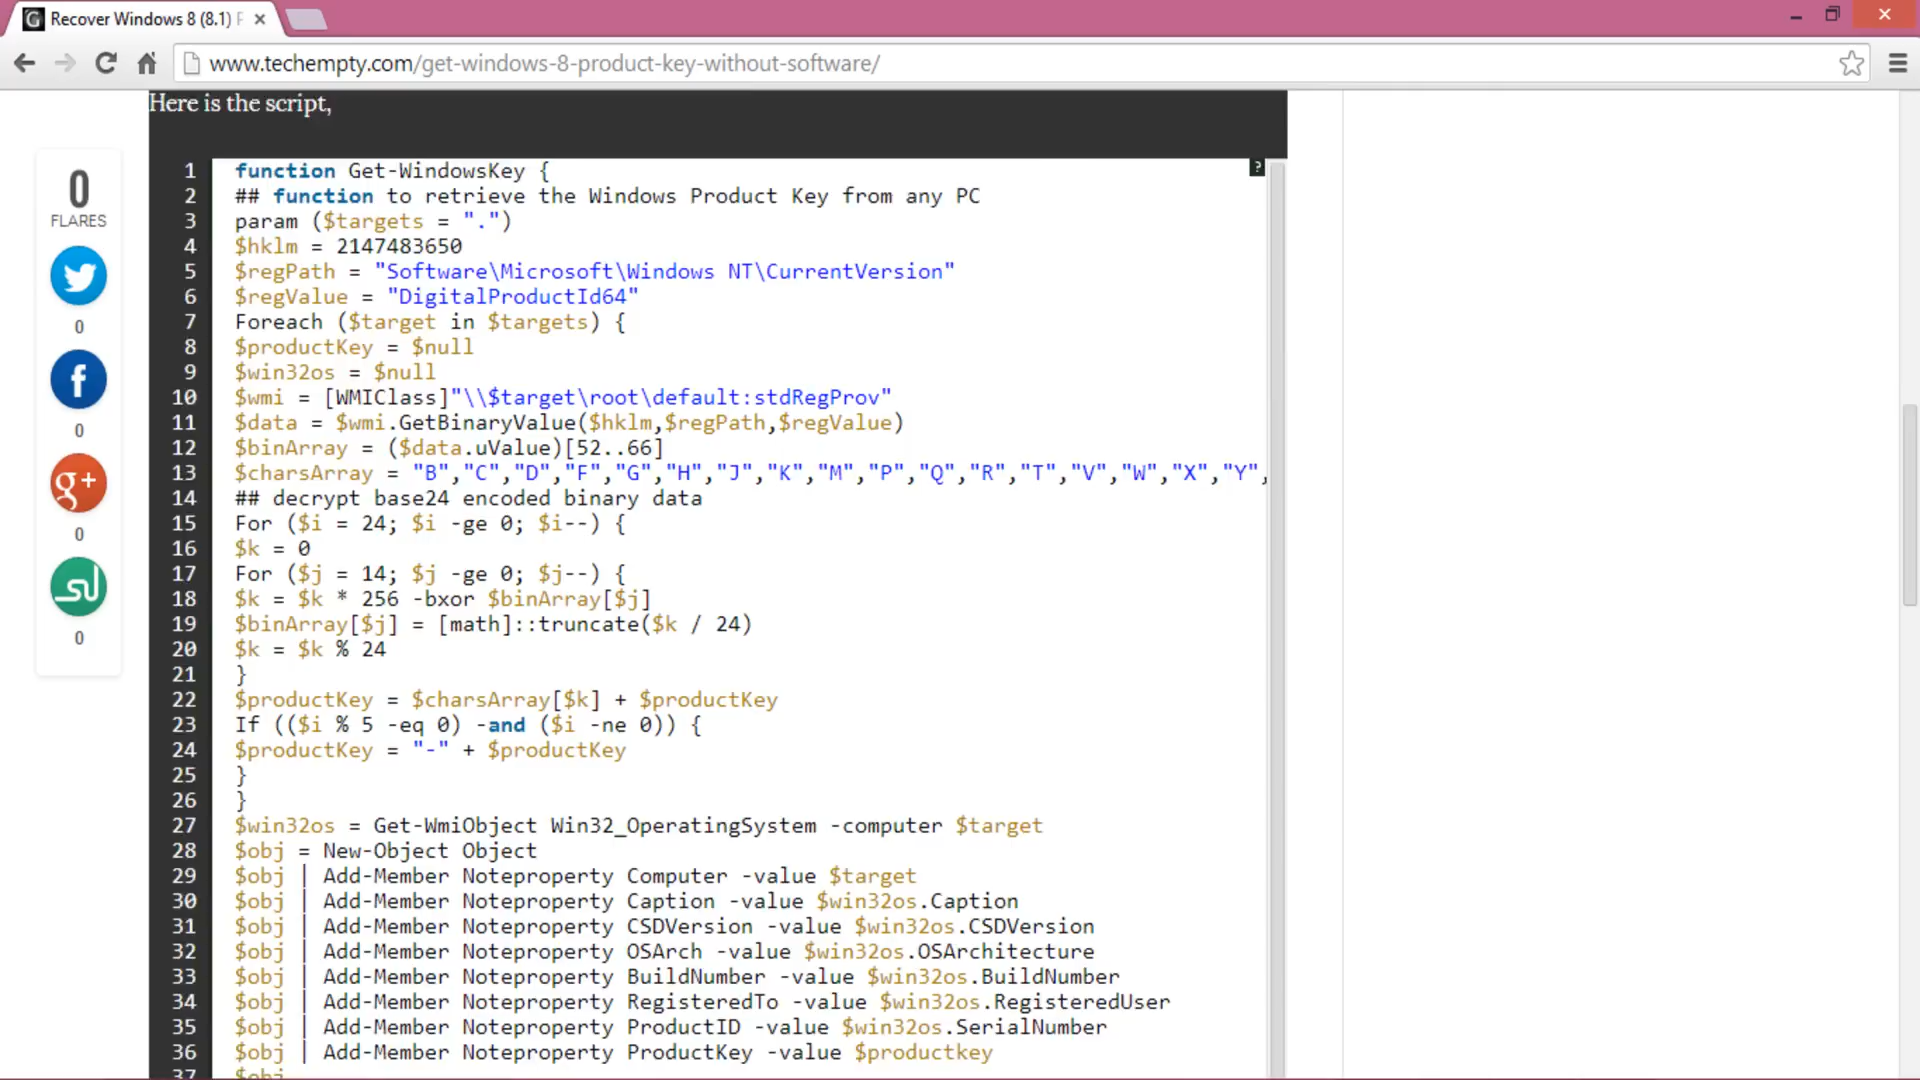 Recover Windows 8 (8.1)
www.techempty.com/get-windows-8-product-key-without-software/
Here is the script,
0
FLARES
0
0
0
0
?
1 function Get-WindowsKey {
2 ## function to retrieve the Windows Product Key from any PC
3 param ($targets = ".")
4 $hklm = 2147483650
5 $regPath = "Software\Microsoft\Windows NT\CurrentVersion"
6 $regValue = "DigitalProductId64"
7 Foreach ($target in $targets) {
8 $productKey = $null
9 $win32os = $null
10 $wmi = [WMIClass]"\\$target\root\default:stdRegProv"
11 $data = $wmi.GetBinaryValue($hklm,$regPath,$regValue)
12 $binArray = ($data.uValue)[52..66]
13 $charsArray = "B","C","D","F","G","H","J","K","M","P","Q","R","T","V","W","X","Y",
14 ## decrypt base24 encoded binary data
15 For ($i = 24; $i -ge 0; $i--) {
16 $k = 0
17 For ($j = 14; $j -ge 0; $j--) {
18 $k = $k * 256 -bxor $binArray[$j]
19 $binArray[$j] = [math]::truncate($k / 24)
20 $k = $k % 24
21 }
22 $productKey = $charsArray[$k] + $productKey
23 If (($i % 5 -eq 0) -and ($i -ne 0)) {
24 $productKey = "-" + $productKey
25 }
26 }
27 $win32os = Get-WmiObject Win32_OperatingSystem -computer $target
28 $obj = New-Object Object
29 $obj | Add-Member Noteproperty Computer -value $target
30 $obj | Add-Member Noteproperty Caption -value $win32os.Caption
31 $obj | Add-Member Noteproperty CSDVersion -value $win32os.CSDVersion
32 $obj | Add-Member Noteproperty OSArch -value $win32os.OSArchitecture
33 $obj | Add-Member Noteproperty BuildNumber -value $win32os.BuildNumber
34 $obj | Add-Member Noteproperty RegisteredTo -value $win32os.RegisteredUser
35 $obj | Add-Member Noteproperty ProductID -value $win32os.SerialNumber
36 $obj | Add-Member Noteproperty ProductKey -value $productkey
37 $obj